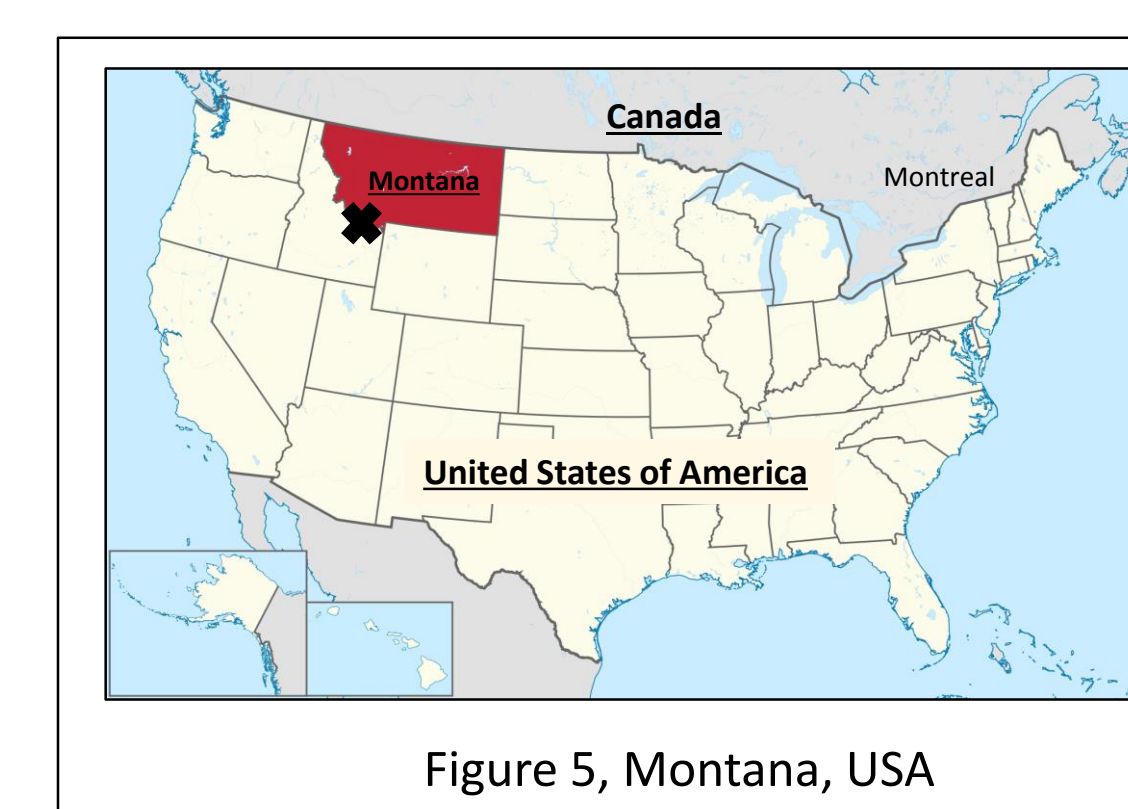 Canada
Montreal
Montana
United States of America
Figure 5, Montana, USA